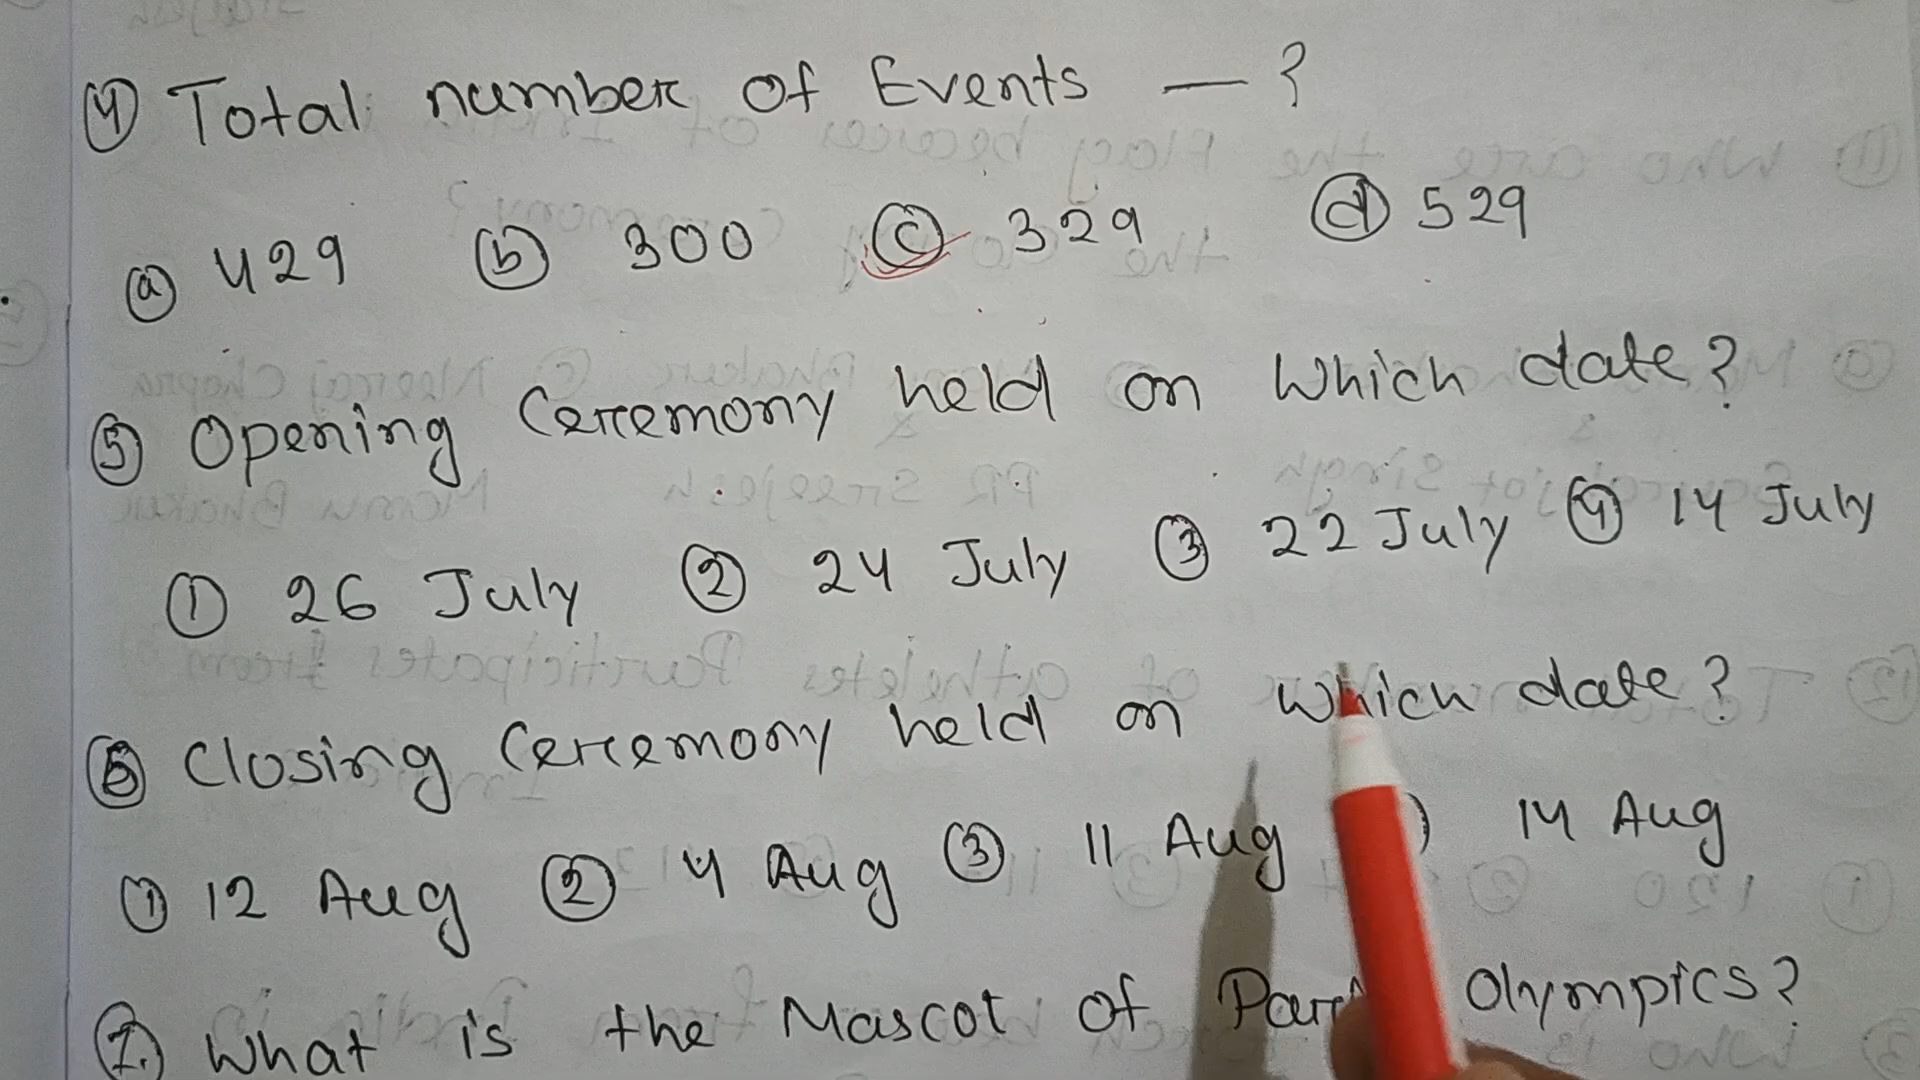 4 Total number of Events — ?
a 429 b 300 c 329 d 529
5 Opening Ceremony held on which date?
1 26 July 2 24 July 3 22 July 4 14 July
6 Closing Ceremony held on which date?
1 12 Aug 2 4 Aug 3 11 Aug ) 14 Aug
7. What is the Mascot of Olympics?